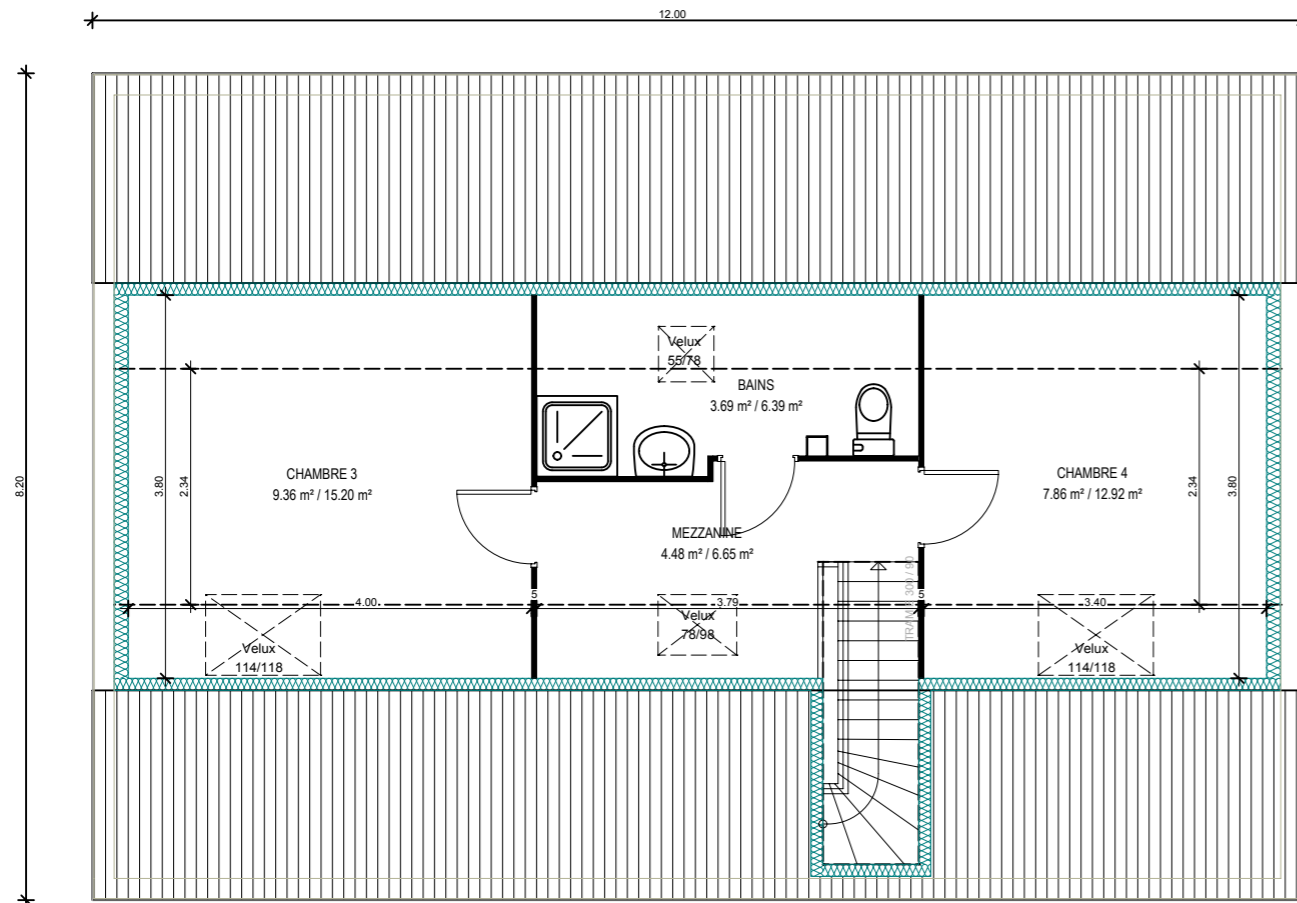 12.00
8.20
Velux
55/78
BAINS
3.69 m² / 6.39 m²
CHAMBRE 3
9.36 m² / 15.20 m²
3.80
2.34
CHAMBRE 4
7.86 m² / 12.92 m²
2.34
3.80
MEZZANINE
4.48 m² / 6.65 m²
4.00
5
3.79
5
3.40
Velux
114/118
Velux
78/98
Velux
114/118